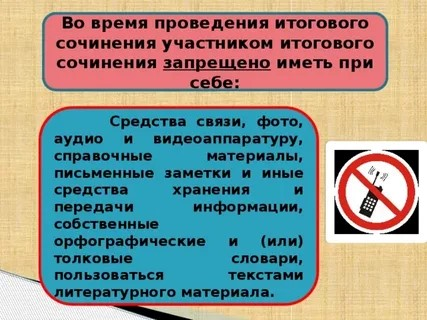 Во время проведения итогового
сочинения участником итогового
сочинения запрещено иметь при
себе:
Средства связи, фото,
аудио и видеоаппаратуру,
справочные материалы,
письменные заметки и иные
средства хранения и
передачи информации,
собственные
орфографические и (или)
толковые словари,
пользоваться текстами
литературного материала.